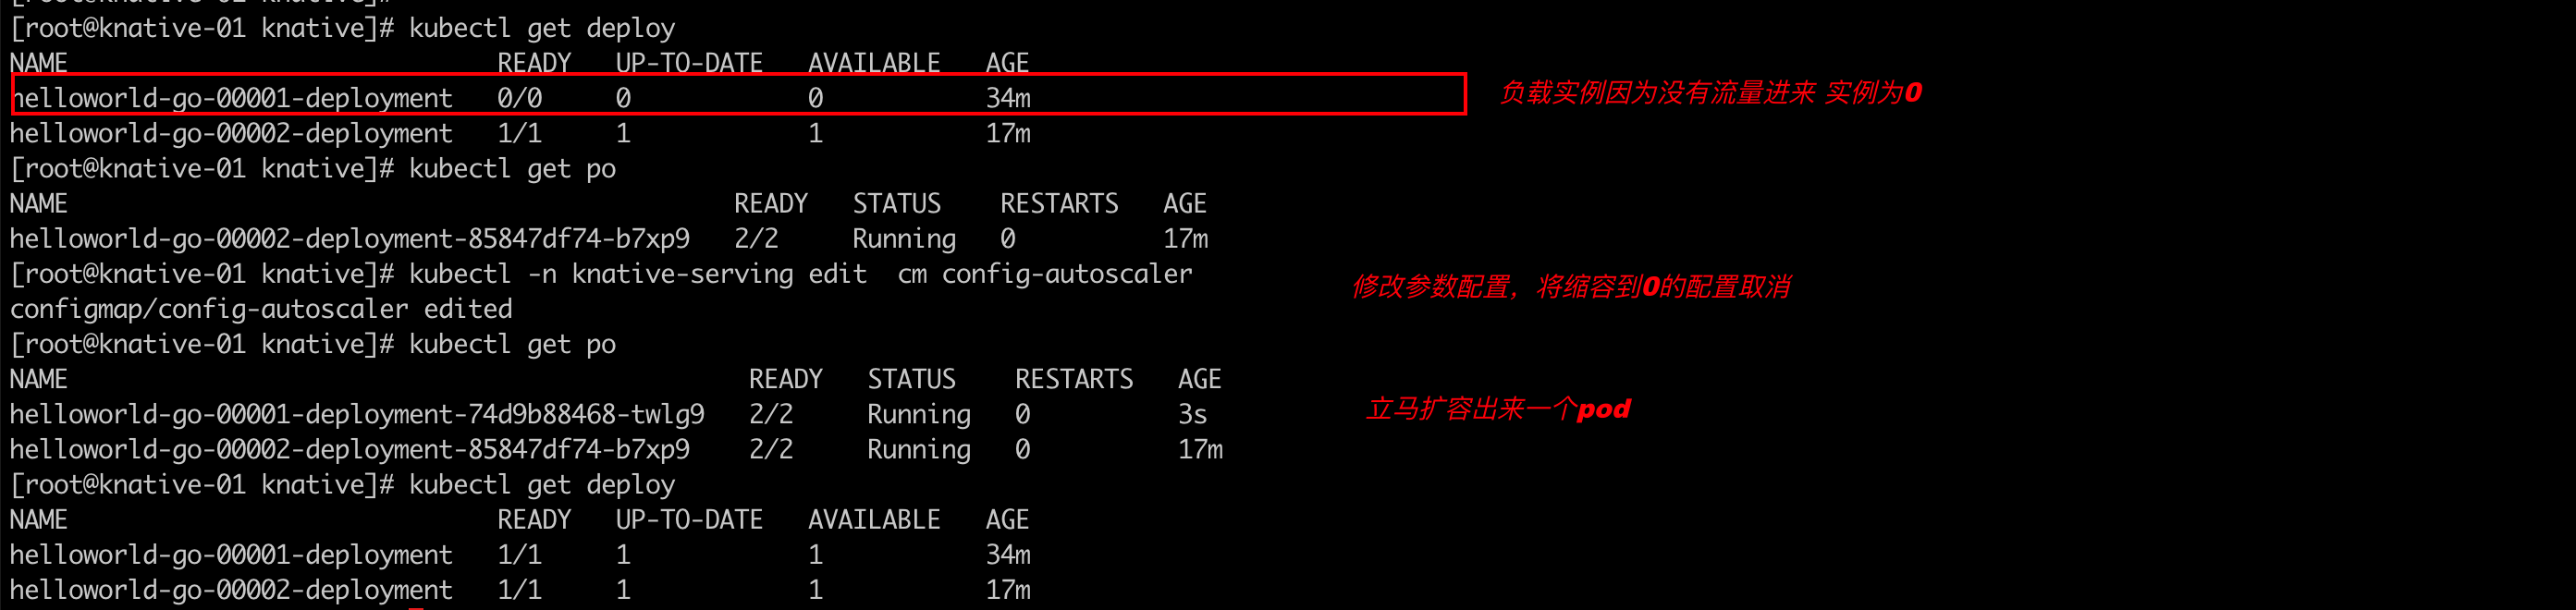 [root@knative-01 knative]#
[root@knative-01 knative]# kubectl get deploy
NAME READY UP-TO-DATE AVAILABLE AGE
helloworld-go-00001-deployment 0/0 0 0 34m 负载实例因为没有流量进来 实例为0
helloworld-go-00002-deployment 1/1 1 1 17m
[root@knative-01 knative]# kubectl get po
NAME READY STATUS RESTARTS AGE
helloworld-go-00002-deployment-85847df74-b7xp9 2/2 Running 0 17m
[root@knative-01 knative]# kubectl -n knative-serving edit  cm config-autoscaler 修改参数配置，将缩容到0的配置取消
configmap/config-autoscaler edited
[root@knative-01 knative]# kubectl get po
NAME READY STATUS RESTARTS AGE
helloworld-go-00001-deployment-74d9b88468-twlg9 2/2 Running 0 3s 立马扩容出来一个pod
helloworld-go-00002-deployment-85847df74-b7xp9 2/2 Running 0 17m
[root@knative-01 knative]# kubectl get deploy
NAME READY UP-TO-DATE AVAILABLE AGE
helloworld-go-00001-deployment 1/1 1 1 34m
helloworld-go-00002-deployment 1/1 1 1 17m